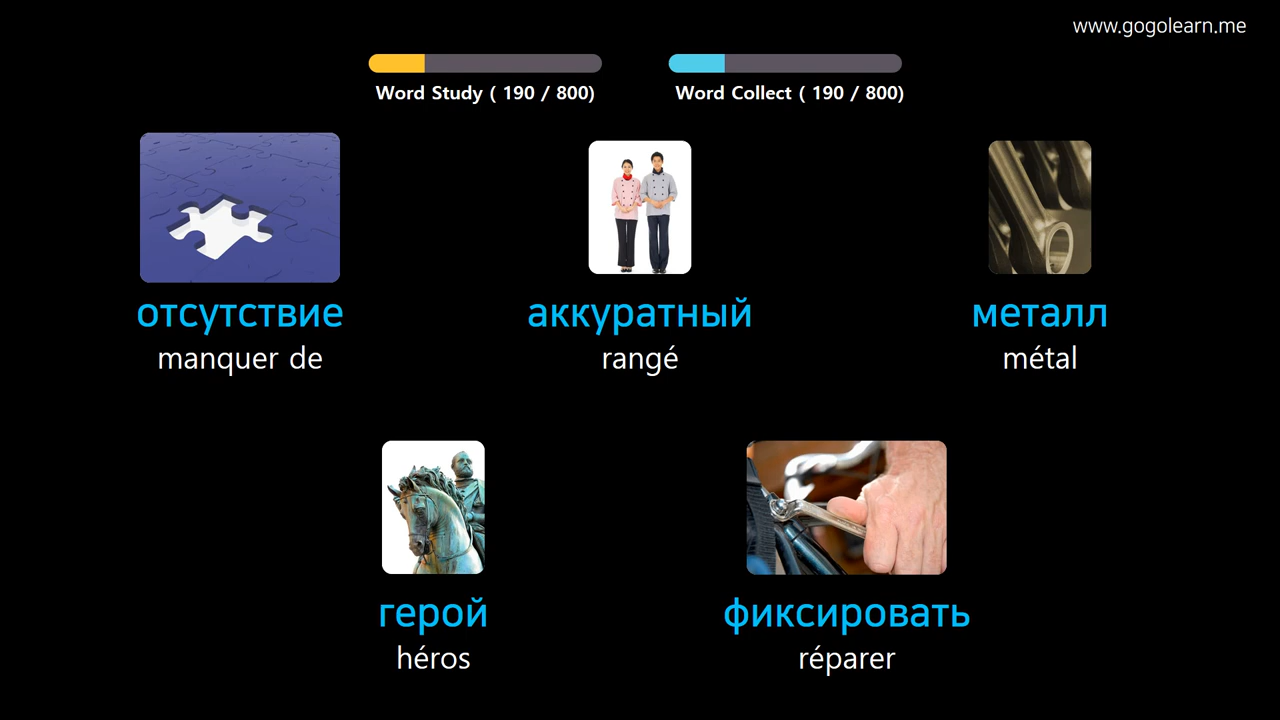 www.gogolearn.me
Word Study ( 190 / 800)
Word Collect ( 190 / 800)
отсутствие
manquer de
аккуратный
rangé
металл
métal
герой
héros
фиксировать
réparer